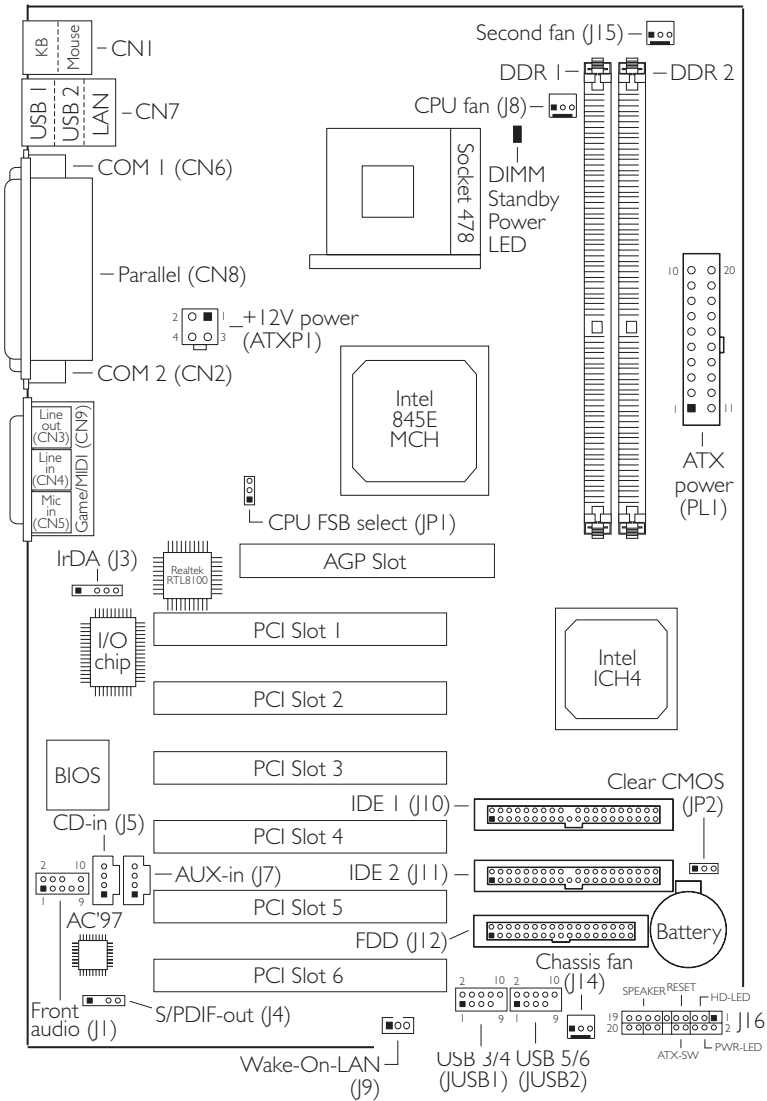 KB
Mouse
CN1
USB 1
USB 2
LAN
CN7
COM 1 (CN6)
Parallel (CN8)
2 1
4 3
+12V power
(ATXP1)
COM 2 (CN2)
Line
out
(CN3)
Line
in
(CN4)
Mic
in
(CN5)
Game/MIDI (CN9)
Second fan (J15)
DDR 1
DDR 2
CPU fan (J8)
Socket 478
DIMM
Standby
Power
LED
10 20
1 11
ATX
power
(PL1)
Intel
845E
MCH
CPU FSB select (JP1)
IrDA (J3)
Realtek
RTL8100
AGP Slot
I/O
chip
PCI Slot 1
PCI Slot 2
PCI Slot 3
PCI Slot 4
PCI Slot 5
PCI Slot 6
Intel
ICH4
BIOS
CD-in (J5)
AUX-in (J7)
2 10
1 9
AC'97
Front
audio (J1)
S/PDIF-out (J4)
Wake-On-LAN
(J9)
IDE 1 (J10)
IDE 2 (J11)
FDD (J12)
Clear CMOS
(JP2)
Battery
Chassis fan
(J14)
2 10
1 9
USB 3/4
(JUSB1)
2 10
1 9
USB 5/6
(JUSB2)
SPEAKER
RESET
HD-LED
19 1
20 2
J16
ATX-SW
PWR-LED